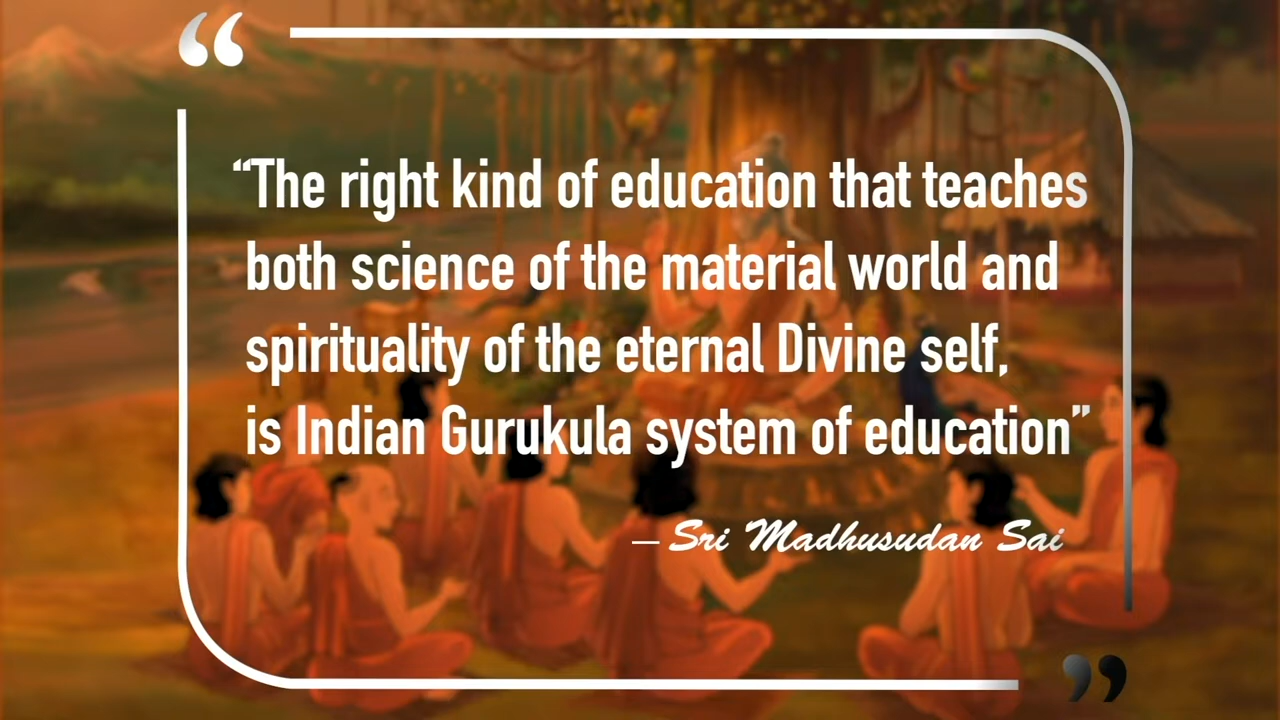 “The right kind of education that teaches
both science of the material world and
spirituality of the eternal Divine self,
is Indian Gurukula system of education”
— Sri Madhusudan Sai